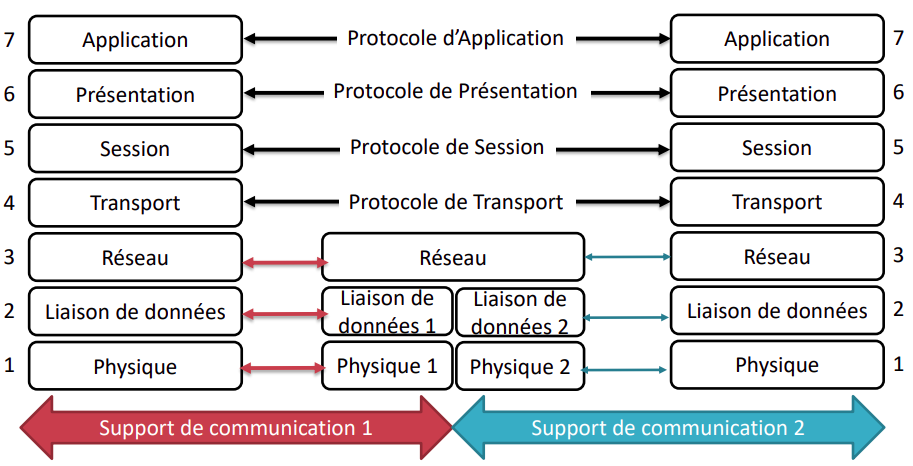 7 Application Protocole d’Application Application 7
6 Présentation Protocole de Présentation Présentation 6
5 Session Protocole de Session Session 5
4 Transport Protocole de Transport Transport 4
3 Réseau Réseau Réseau 3
2 Liaison de données Liaison de données 1 Liaison de données 2 Liaison de données 2
1 Physique Physique 1 Physique 2 Physique 1
Support de communication 1 Support de communication 2